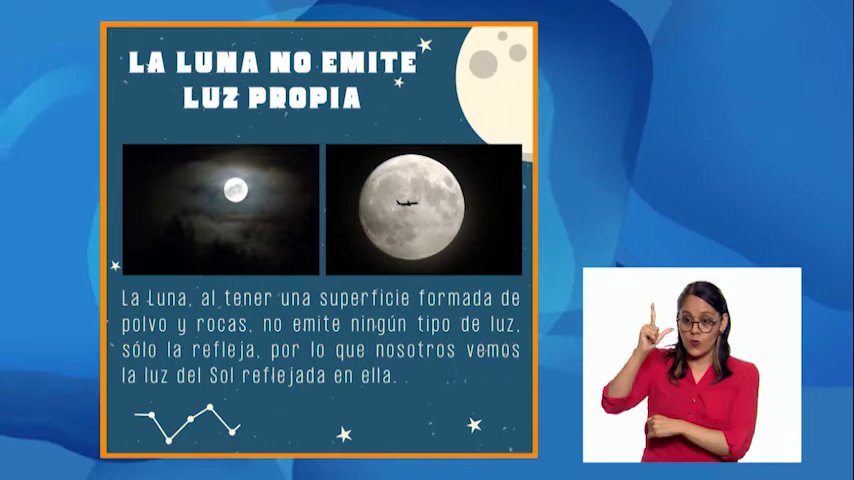 LA LUNA NO EMITE
LUZ PROPIA
La Luna, al tener una superficie formada de
polvo y rocas, no emite ningún tipo de luz,
sólo la refleja, por lo que nosotros vemos
la luz del Sol reflejada en ella.